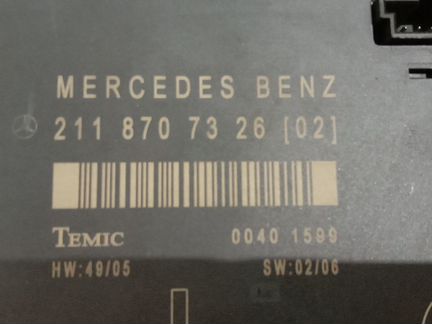 MERCEDES BENZ
211 870 73 26 [02]
TEMIC 0040 1599
HW:49/05 SW:02/06